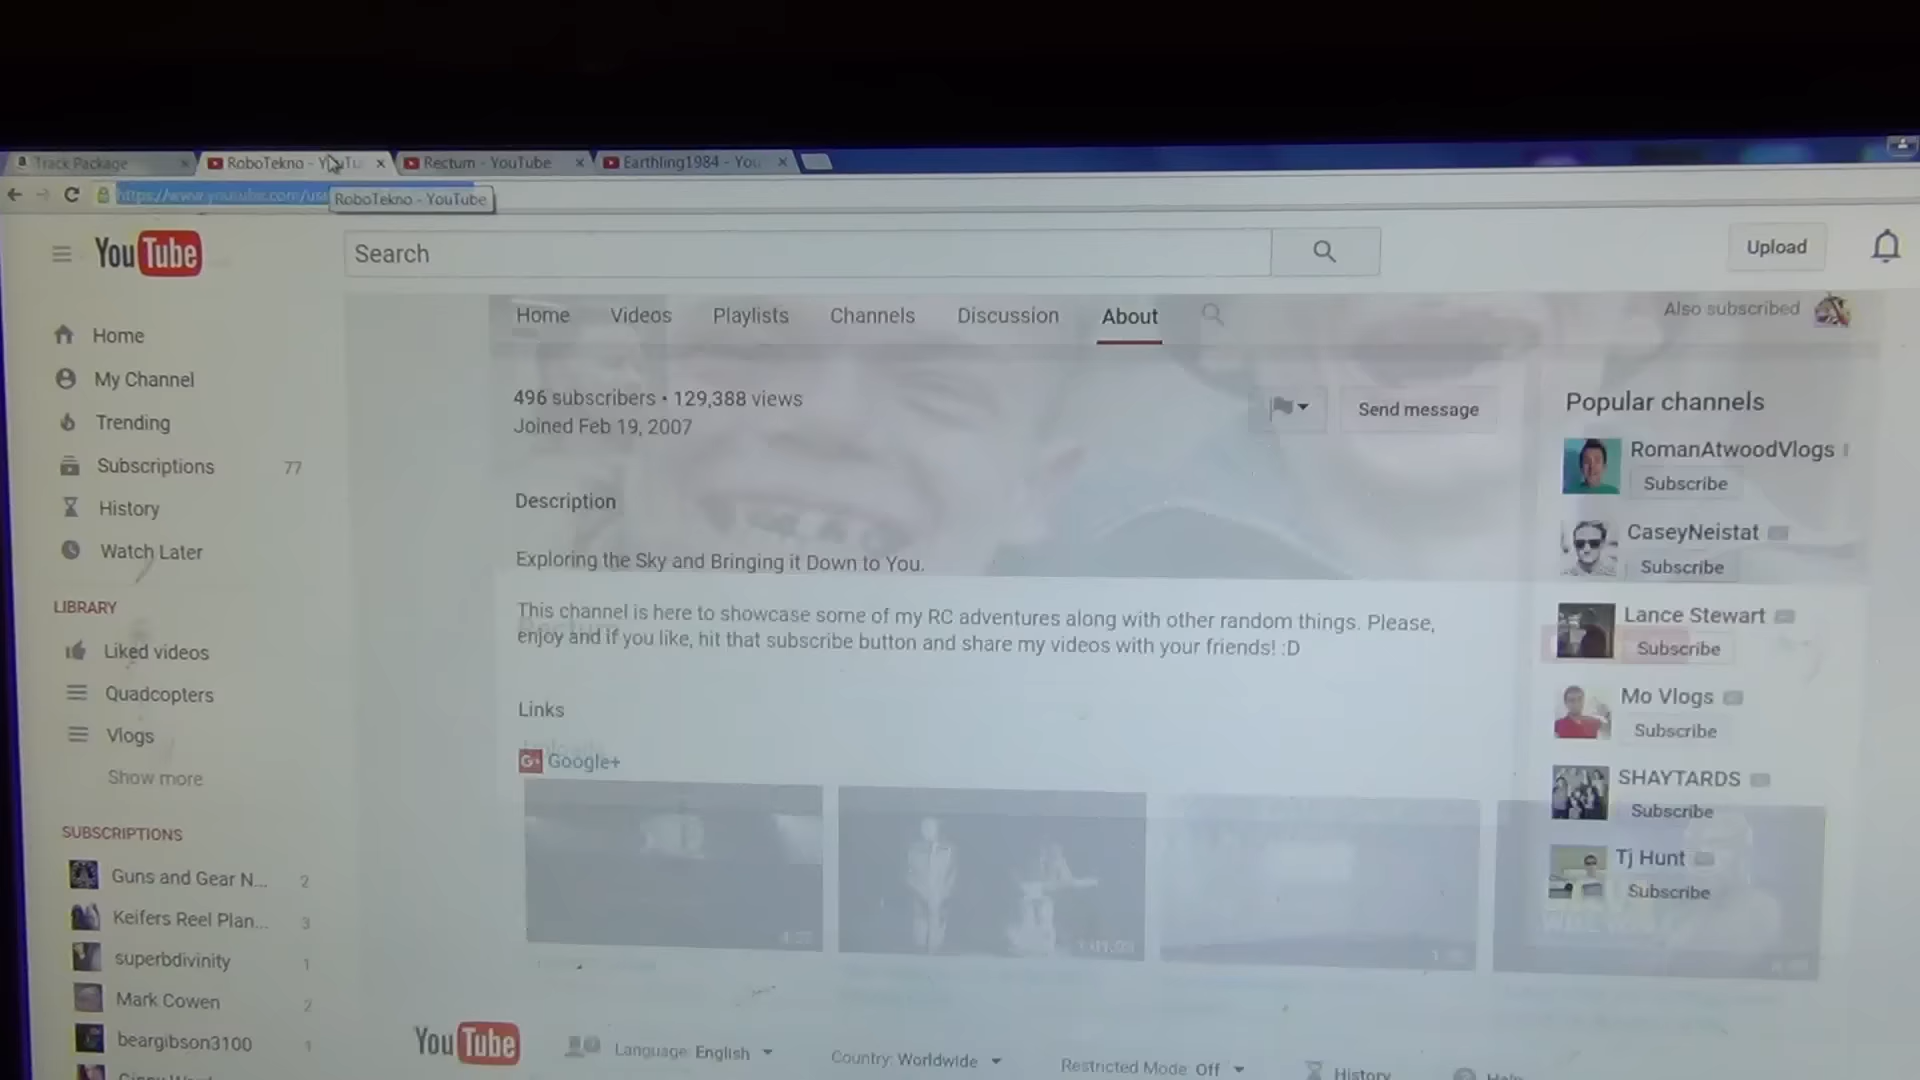 Track Package
RoboTekno - YouTu
Rectum - YouTube
Earthling1984 - You
https://www.youtube.com/us
RoboTekno - YouTube
YouTube
Search
Upload
Home
Videos
Playlists
Channels
Discussion
About
Also subscribed
Home
My Channel
Trending
Subscriptions 77
History
Watch Later
LIBRARY
Liked videos
Quadcopters
Vlogs
Show more
SUBSCRIPTIONS
Guns and Gear N... 2
Keifers Reel Plan... 3
superbdivinity 1
Mark Cowen 2
beargibson3100 1
496 subscribers • 129,388 views
Joined Feb 19, 2007
Send message
Description
Exploring the Sky and Bringing it Down to You.
This channel is here to showcase some of my RC adventures along with other random things. Please,
enjoy and if you like, hit that subscribe button and share my videos with your friends! :D
Links
G+ Google+
Popular channels
RomanAtwoodVlogs
Subscribe
CaseyNeistat
Subscribe
Lance Stewart
Subscribe
Mo Vlogs
Subscribe
SHAYTARDS
Subscribe
Tj Hunt
Subscribe
YouTube
Language: English
Country: Worldwide
Restricted Mode: Off
History
Help